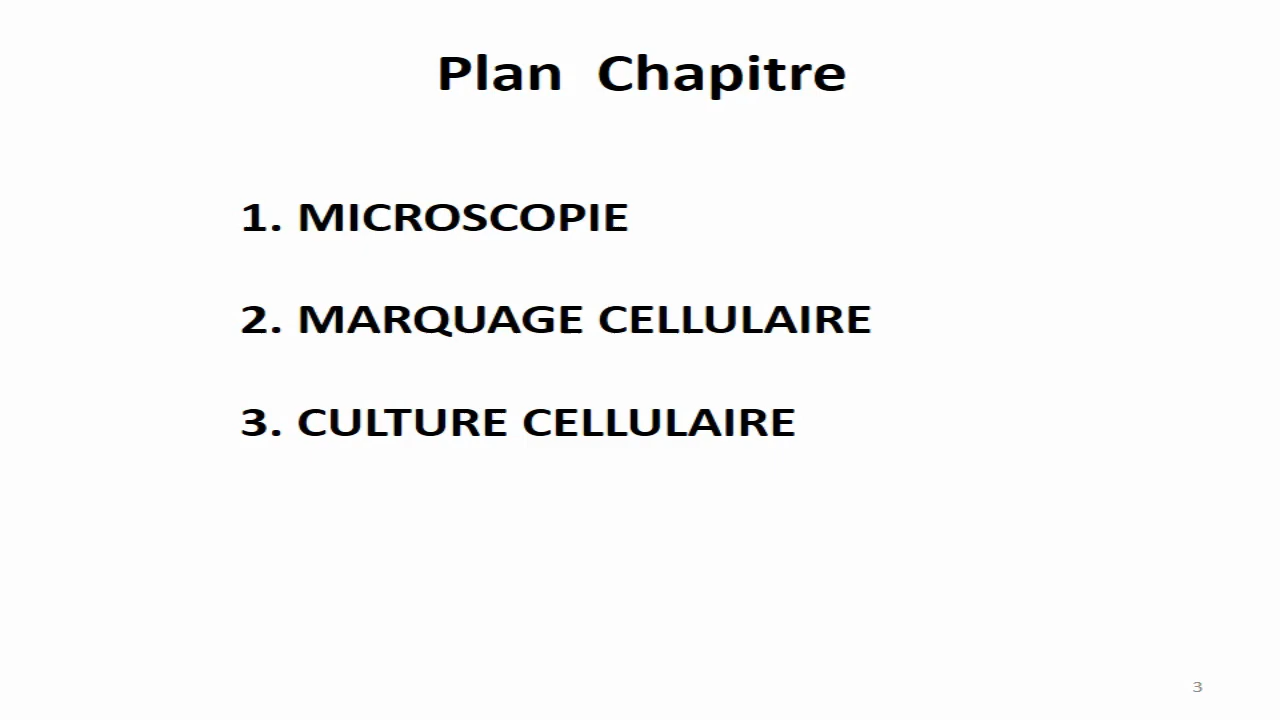 Plan Chapitre
1. MICROSCOPIE
2. MARQUAGE CELLULAIRE
3. CULTURE CELLULAIRE
3